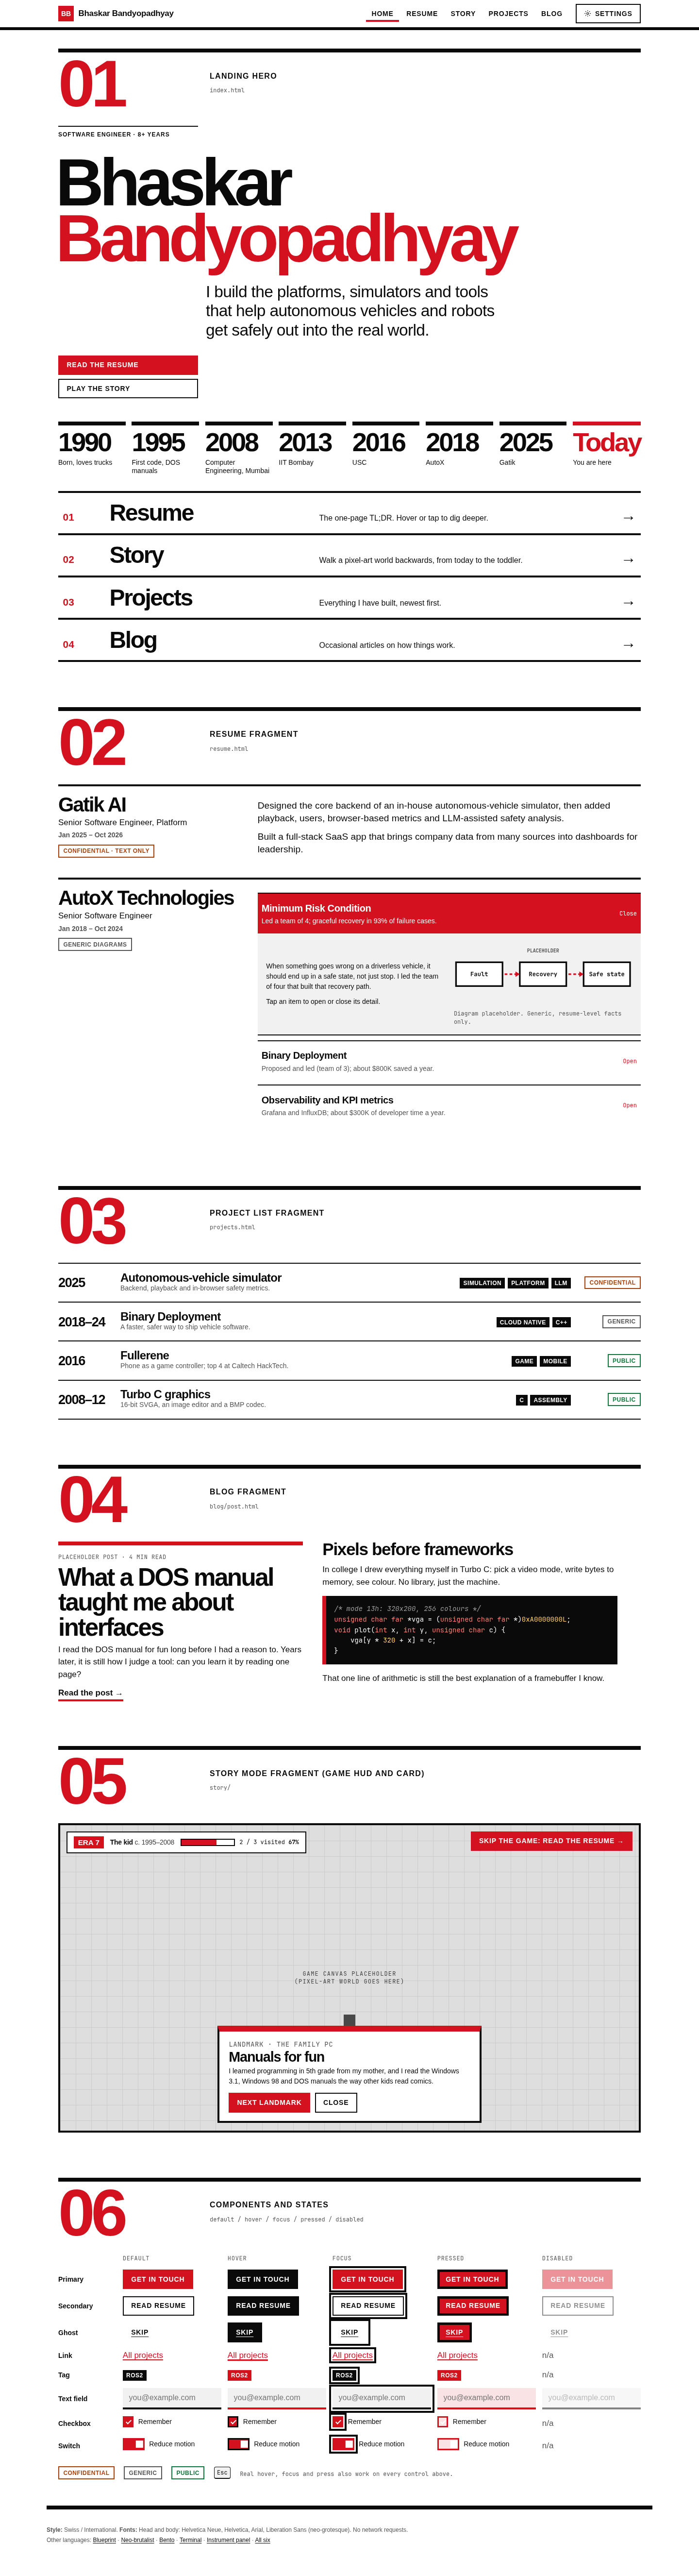 BB Bhaskar Bandyopadhyay HOME RESUME STORY PROJECTS BLOG SETTINGS
01 LANDING HERO
index.html
SOFTWARE ENGINEER · 8+ YEARS
Bhaskar
Bandyopadhyay
I build the platforms, simulators and tools
that help autonomous vehicles and robots
get safely out into the real world.
READ THE RESUME
PLAY THE STORY
1990 1995 2008 2013 2016 2018 2025 Today
Born, loves trucks First code, DOS Computer IIT Bombay USC AutoX Gatik You are here
manuals Engineering, Mumbai
01 Resume The one-page TL;DR. Hover or tap to dig deeper. →
02 Story Walk a pixel-art world backwards, from today to the toddler. →
03 Projects Everything I have built, newest first. →
04 Blog Occasional articles on how things work. →
02 RESUME FRAGMENT
resume.html
Gatik AI
Senior Software Engineer, Platform
Jan 2025 – Oct 2026
CONFIDENTIAL · TEXT ONLY
Designed the core backend of an in-house autonomous-vehicle simulator, then added
playback, users, browser-based metrics and LLM-assisted safety analysis.
Built a full-stack SaaS app that brings company data from many sources into dashboards for
leadership.
AutoX Technologies
Senior Software Engineer
Jan 2018 – Oct 2024
GENERIC DIAGRAMS
Minimum Risk Condition
Led a team of 4; graceful recovery in 93% of failure cases.
Close
When something goes wrong on a driverless vehicle, it
should end up in a safe state, not just stop. I led the team
of four that built that recovery path.
Tap an item to open or close its detail.
PLACEHOLDER
Fault Recovery Safe state
Diagram placeholder. Generic, resume-level facts
only.
Binary Deployment
Proposed and led (team of 3); about $800K saved a year.
Open
Observability and KPI metrics
Grafana and InfluxDB; about $300K of developer time a year.
Open
03 PROJECT LIST FRAGMENT
projects.html
2025 Autonomous-vehicle simulator SIMULATION PLATFORM LLM CONFIDENTIAL
Backend, playback and in-browser safety metrics.
2018–24 Binary Deployment CLOUD NATIVE C++ GENERIC
A faster, safer way to ship vehicle software.
2016 Fullerene GAME MOBILE PUBLIC
Phone as a game controller; top 4 at Caltech HackTech.
2008–12 Turbo C graphics C ASSEMBLY PUBLIC
16-bit SVGA, an image editor and a BMP codec.
04 BLOG FRAGMENT
blog/post.html
PLACEHOLDER POST · 4 MIN READ
What a DOS manual
taught me about
interfaces
I read the DOS manual for fun long before I had a reason to. Years
later, it is still how I judge a tool: can you learn it by reading one
page?
Read the post →
Pixels before frameworks
In college I drew everything myself in Turbo C: pick a video mode, write bytes to
memory, see colour. No library, just the machine.
/* mode 13h: 320x200, 256 colours */
unsigned char far *vga = (unsigned char far *)0xA0000000L;
void plot(int x, int y, unsigned char c) {
vga[y * 320 + x] = c;
}
That one line of arithmetic is still the best explanation of a framebuffer I know.
05 STORY MODE FRAGMENT (GAME HUD AND CARD)
story/
ERA 7 The kid c. 1995–2008 2 / 3 visited 67%
SKIP THE GAME: READ THE RESUME →
GAME CANVAS PLACEHOLDER
(PIXEL-ART WORLD GOES HERE)
LANDMARK · THE FAMILY PC
Manuals for fun
I learned programming in 5th grade from my mother, and I read the Windows
3.1, Windows 98 and DOS manuals the way other kids read comics.
NEXT LANDMARK CLOSE
06 COMPONENTS AND STATES
default / hover / focus / pressed / disabled
DEFAULT HOVER FOCUS PRESSED DISABLED
Primary GET IN TOUCH GET IN TOUCH GET IN TOUCH GET IN TOUCH GET IN TOUCH
Secondary READ RESUME READ RESUME READ RESUME READ RESUME READ RESUME
Ghost SKIP SKIP SKIP SKIP SKIP
Link All projects All projects All projects All projects n/a
Tag ROS2 ROS2 ROS2 ROS2 n/a
Text field you@example.com you@example.com you@example.com you@example.com you@example.com
Checkbox Remember Remember Remember Remember n/a
Switch Reduce motion Reduce motion Reduce motion Reduce motion n/a
CONFIDENTIAL GENERIC PUBLIC Esc Real hover, focus and press also work on every control above.
Style: Swiss / International. Fonts: Head and body: Helvetica Neue, Helvetica, Arial, Liberation Sans (neo-grotesque). No network requests.
Other languages: Blueprint · Neo-brutalist · Bento · Terminal · Instrument panel · All six